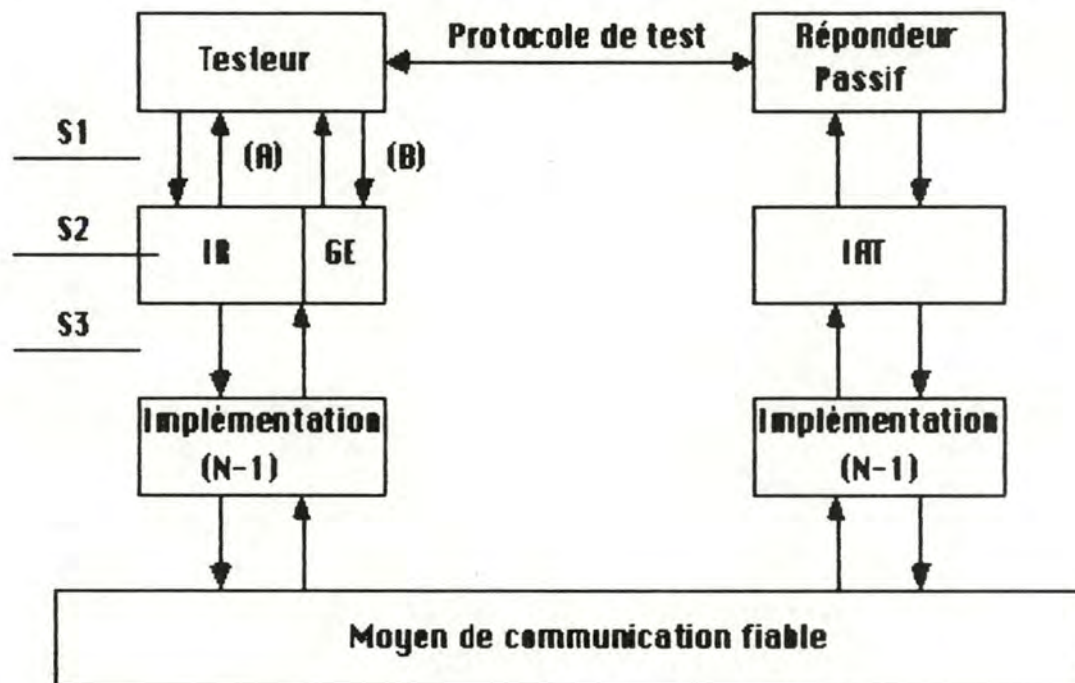 Testeur
Protocole de test
Répondeur
Passif
S1
(A)
(B)
S2
IR
GE
IAT
S3
Implémentation
(N-1)
Implémentation
(N-1)
Moyen de communication fiable